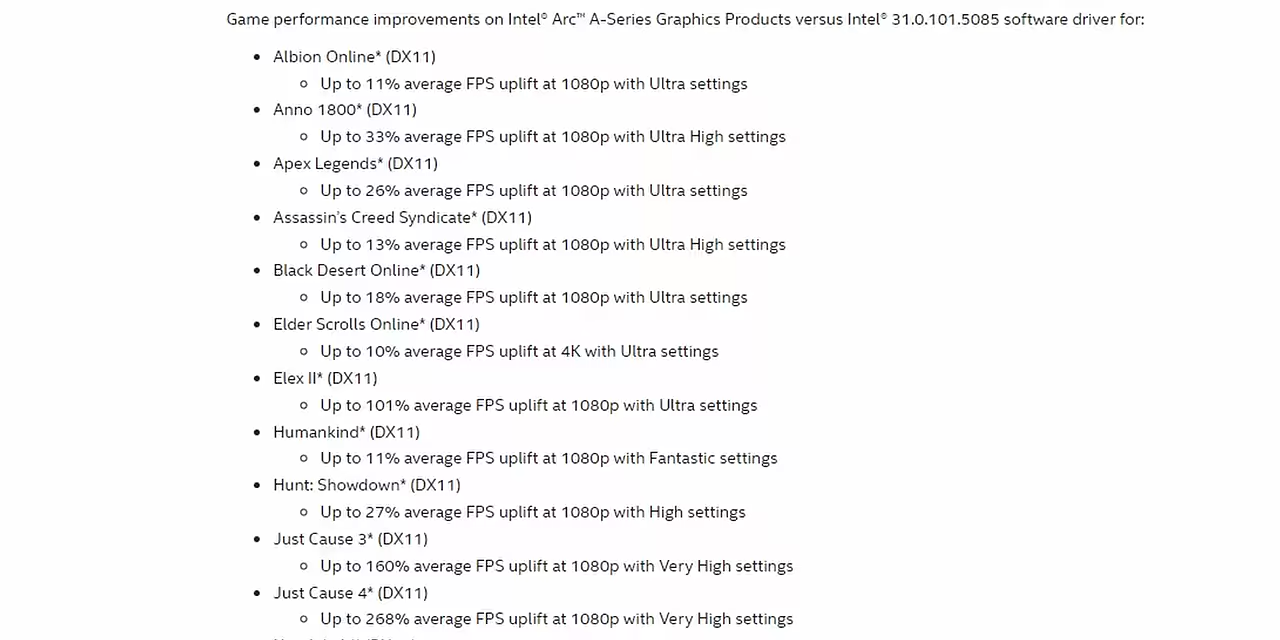 Game performance improvements on Intel® Arc™ A-Series Graphics Products versus Intel® 31.0.101.5085 software driver for:
• Albion Online* (DX11)
◦ Up to 11% average FPS uplift at 1080p with Ultra settings
• Anno 1800* (DX11)
◦ Up to 33% average FPS uplift at 1080p with Ultra High settings
• Apex Legends* (DX11)
◦ Up to 26% average FPS uplift at 1080p with Ultra settings
• Assassin's Creed Syndicate* (DX11)
◦ Up to 13% average FPS uplift at 1080p with Ultra High settings
• Black Desert Online* (DX11)
◦ Up to 18% average FPS uplift at 1080p with Ultra settings
• Elder Scrolls Online* (DX11)
◦ Up to 10% average FPS uplift at 4K with Ultra settings
• Elex II* (DX11)
◦ Up to 101% average FPS uplift at 1080p with Ultra settings
• Humankind* (DX11)
◦ Up to 11% average FPS uplift at 1080p with Fantastic settings
• Hunt: Showdown* (DX11)
◦ Up to 27% average FPS uplift at 1080p with High settings
• Just Cause 3* (DX11)
◦ Up to 160% average FPS uplift at 1080p with Very High settings
• Just Cause 4* (DX11)
◦ Up to 268% average FPS uplift at 1080p with Very High settings